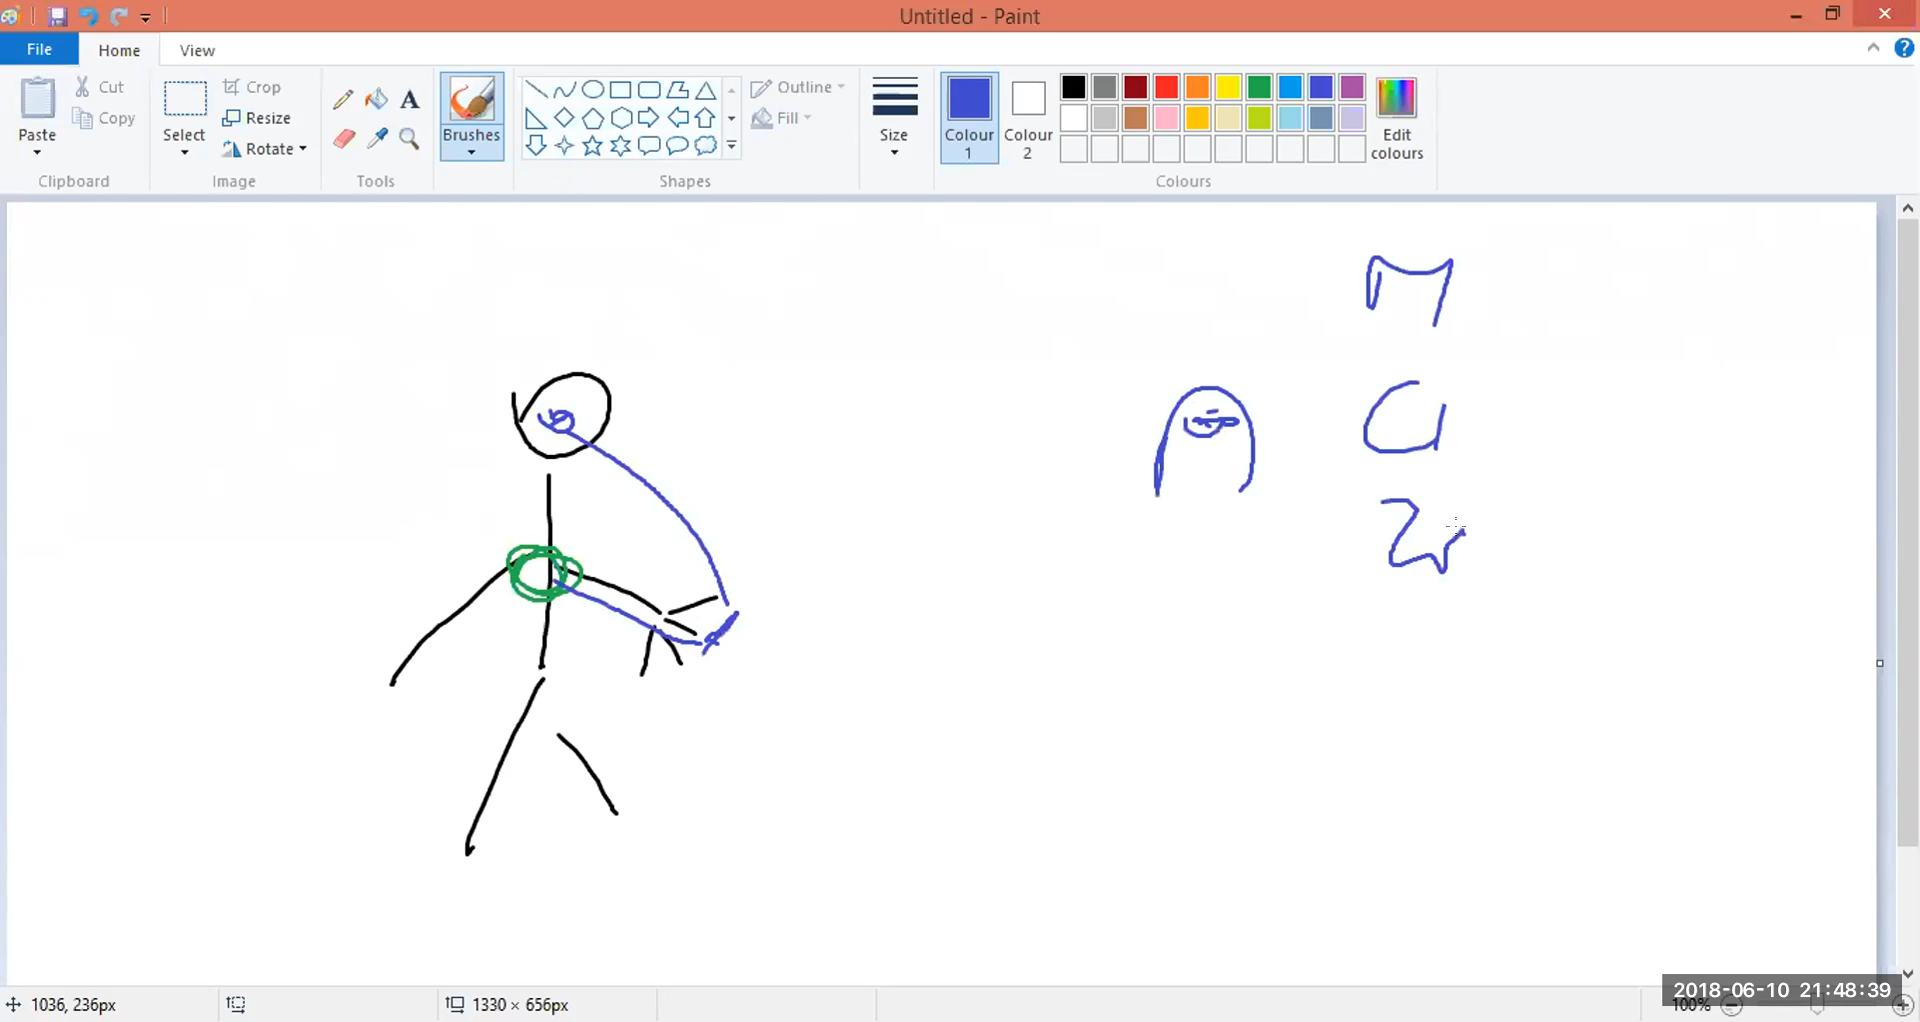 Untitled - Paint
File Home View
Paste
Cut
Copy
Clipboard
Select
Crop
Resize
Rotate
Image
Tools
Brushes
Shapes
Outline
Fill
Size
Colour 1
Colour 2
Edit colours
Colours
1036, 236px
1330 × 656px
100%
2018-06-10 21:48:39